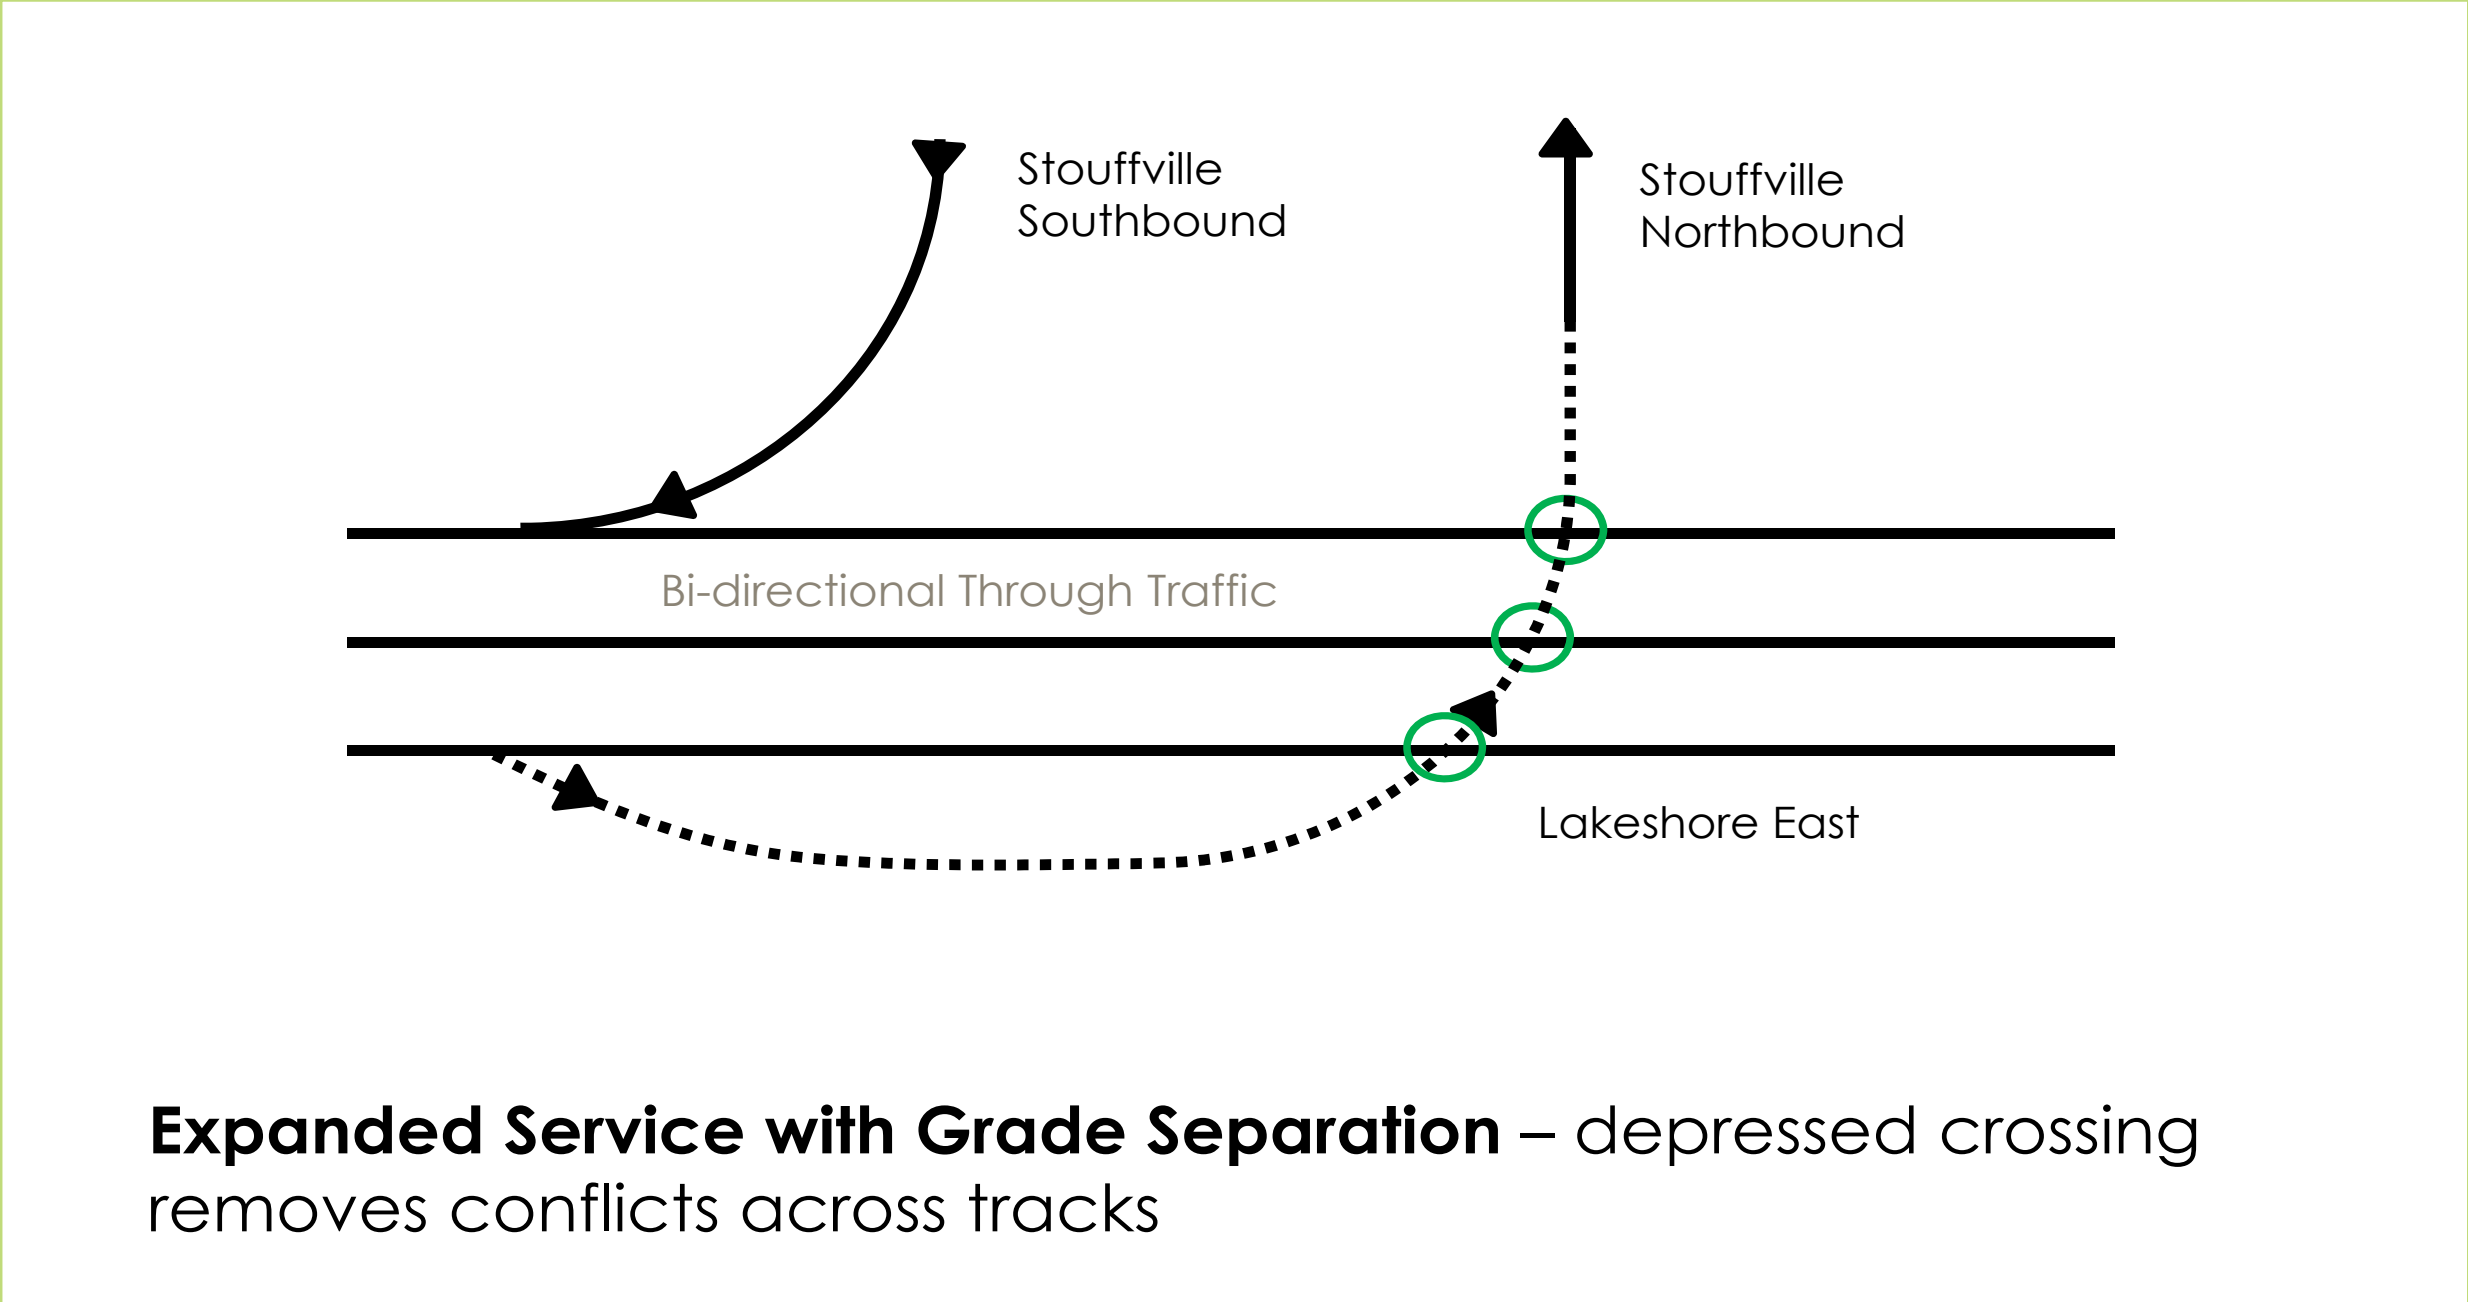 Stouffville
Southbound
Stouffville
Northbound
Bi-directional Through Traffic
Lakeshore East
Expanded Service with Grade Separation – depressed crossing
removes conflicts across tracks